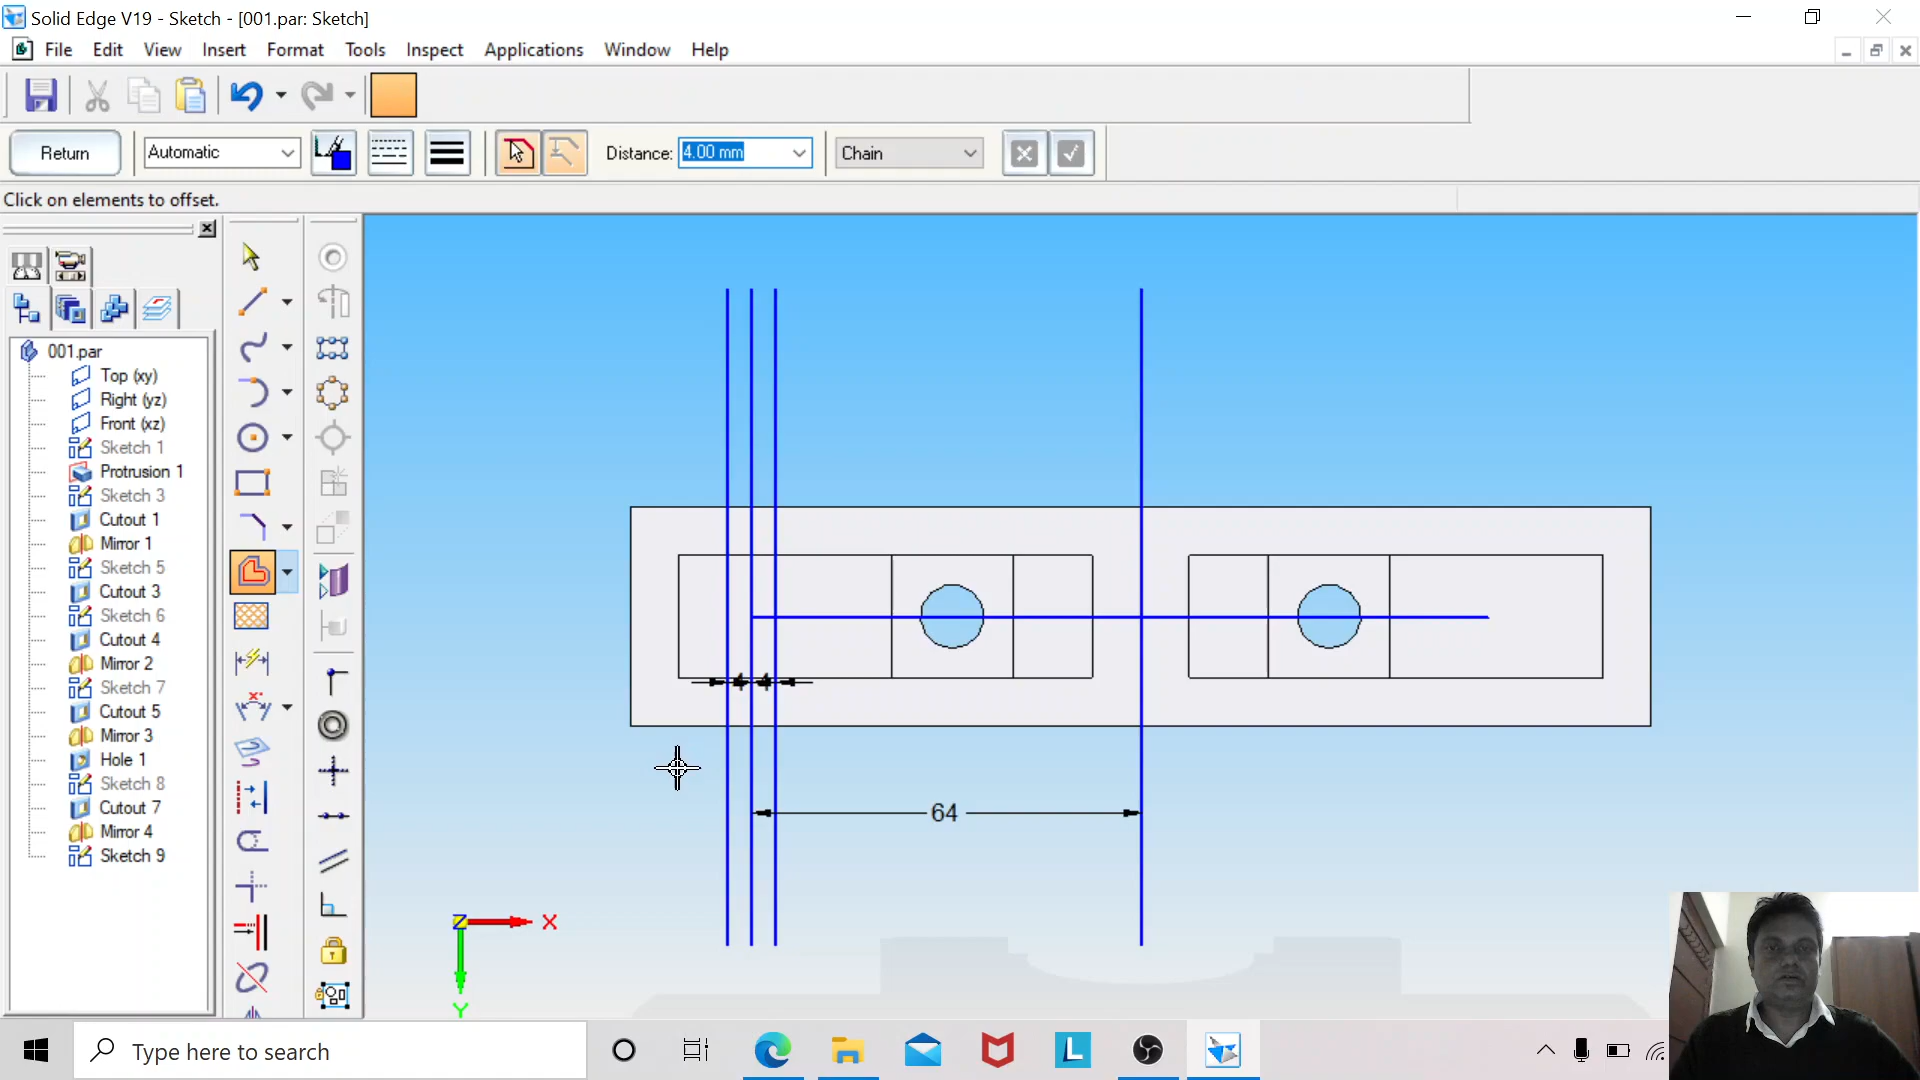 Solid Edge V19 - Sketch - [001.par: Sketch]
File Edit View Insert Format Tools Inspect Applications Window Help
Return Automatic Distance: 4.00 mm Chain
Click on elements to offset.
001.par
Top (xy)
Right (yz)
Front (xz)
Sketch 1
Protrusion 1
Sketch 3
Cutout 1
Mirror 1
Sketch 5
Cutout 3
Sketch 6
Cutout 4
Mirror 2
Sketch 7
Cutout 5
Mirror 3
Hole 1
Sketch 8
Cutout 7
Mirror 4
Sketch 9
4 4
64
Z X
Y
Type here to search